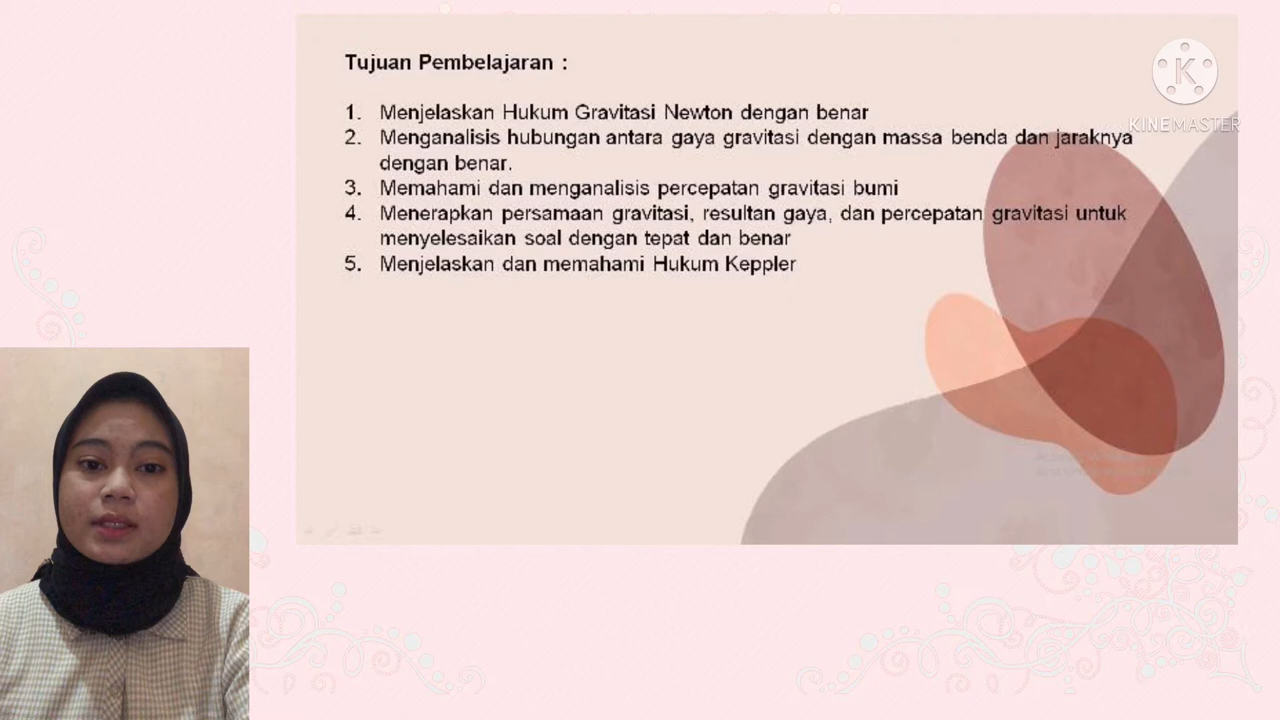 Tujuan Pembelajaran :
1. Menjelaskan Hukum Gravitasi Newton dengan benar
2. Menganalisis hubungan antara gaya gravitasi dengan massa benda dan jaraknya
dengan benar.
3. Memahami dan menganalisis percepatan gravitasi bumi
4. Menerapkan persamaan gravitasi, resultan gaya, dan percepatan gravitasi untuk
menyelesaikan soal dengan tepat dan benar
5. Menjelaskan dan memahami Hukum Keppler
K
KINEMASTER